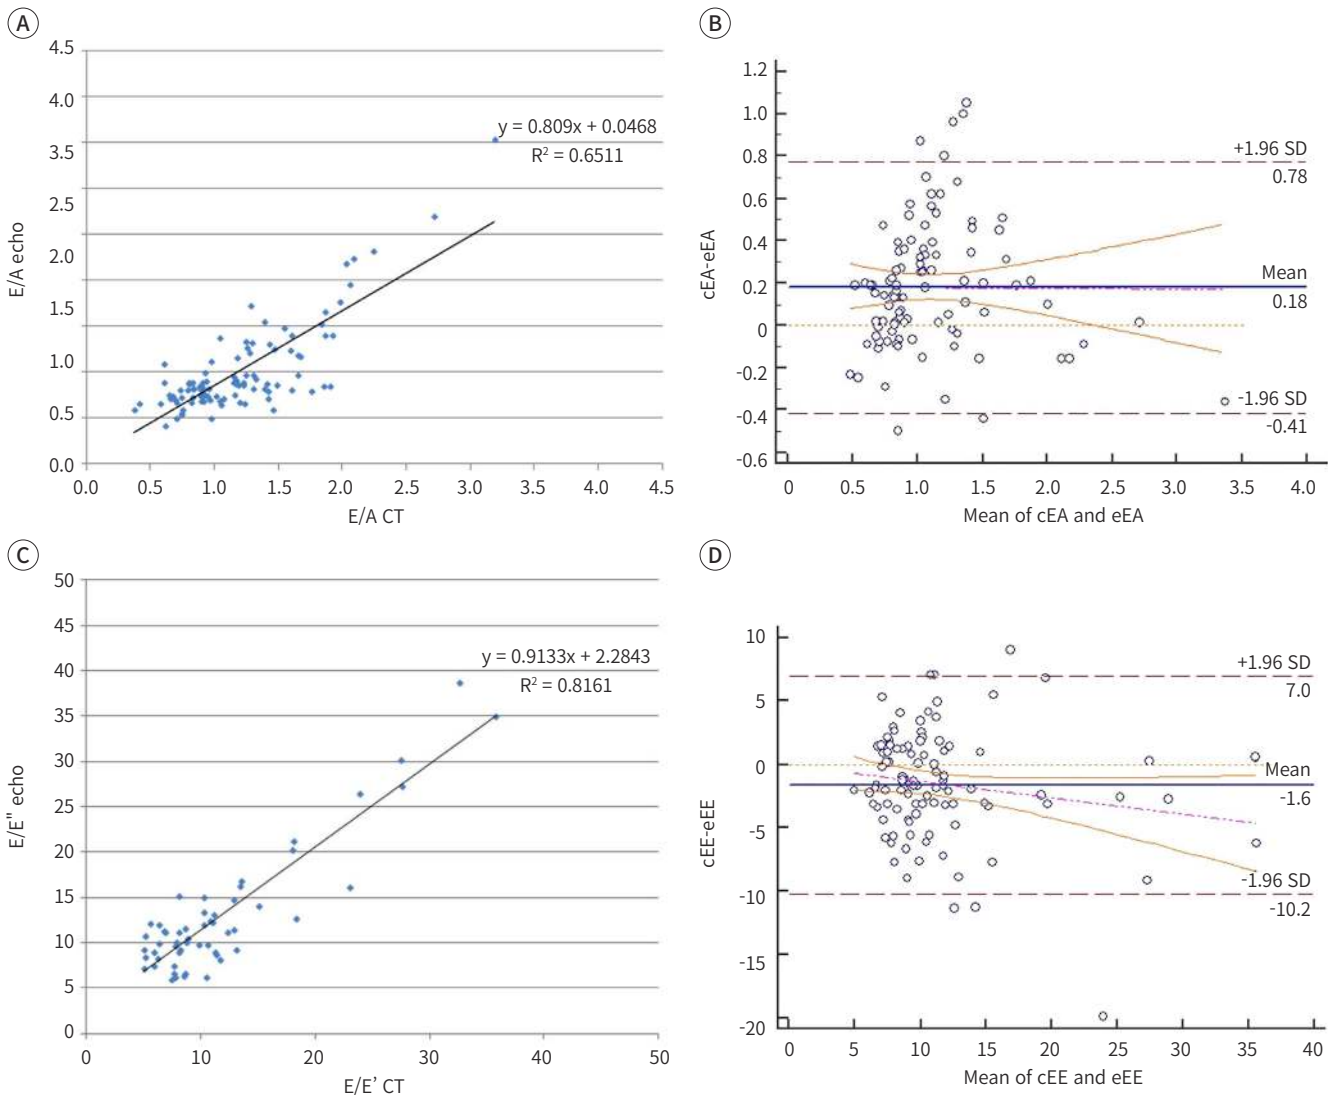 A
4.5
4.0
3.5
2.5
2.0
1.5
1.0
0.5
0.0
E/A echo
y = 0.809x + 0.0468
R² = 0.6511
0.0 0.5 1.0 1.5 2.0 2.5 3.0 3.5 4.0 4.5
E/A CT
B
1.2
1.0
0.8
0.6
0.4
0.2
0
-0.2
-0.4
-0.6
cEA-eEA
+1.96 SD
0.78
Mean
0.18
-1.96 SD
-0.41
0 0.5 1.0 1.5 2.0 2.5 3.0 3.5 4.0
Mean of cEA and eEA
C
50
45
40
35
30
25
20
15
10
5
0
E/E" echo
y = 0.9133x + 2.2843
R² = 0.8161
0 10 20 30 40 50
E/E’ CT
D
10
5
0
-5
-10
-15
-20
cEE-eEE
+1.96 SD
7.0
Mean
-1.6
-1.96 SD
-10.2
0 5 10 15 20 25 30 35 40
Mean of cEE and eEE